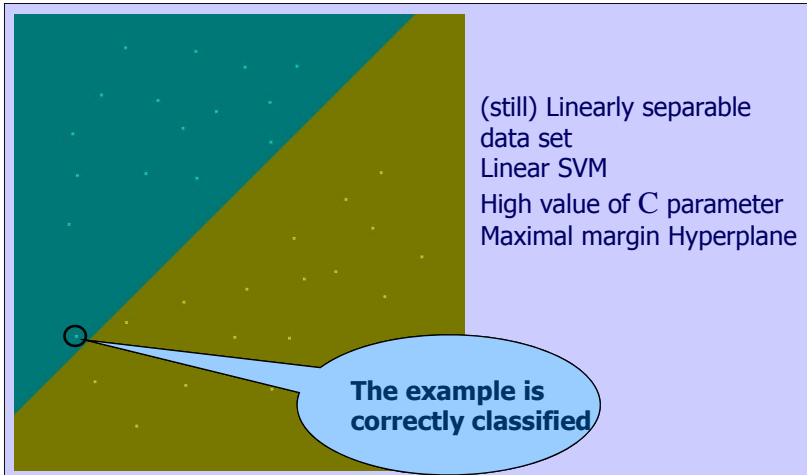 (still) Linearly separable
data set
Linear SVM
High value of C parameter
Maximal margin Hyperplane
The example is
correctly classified